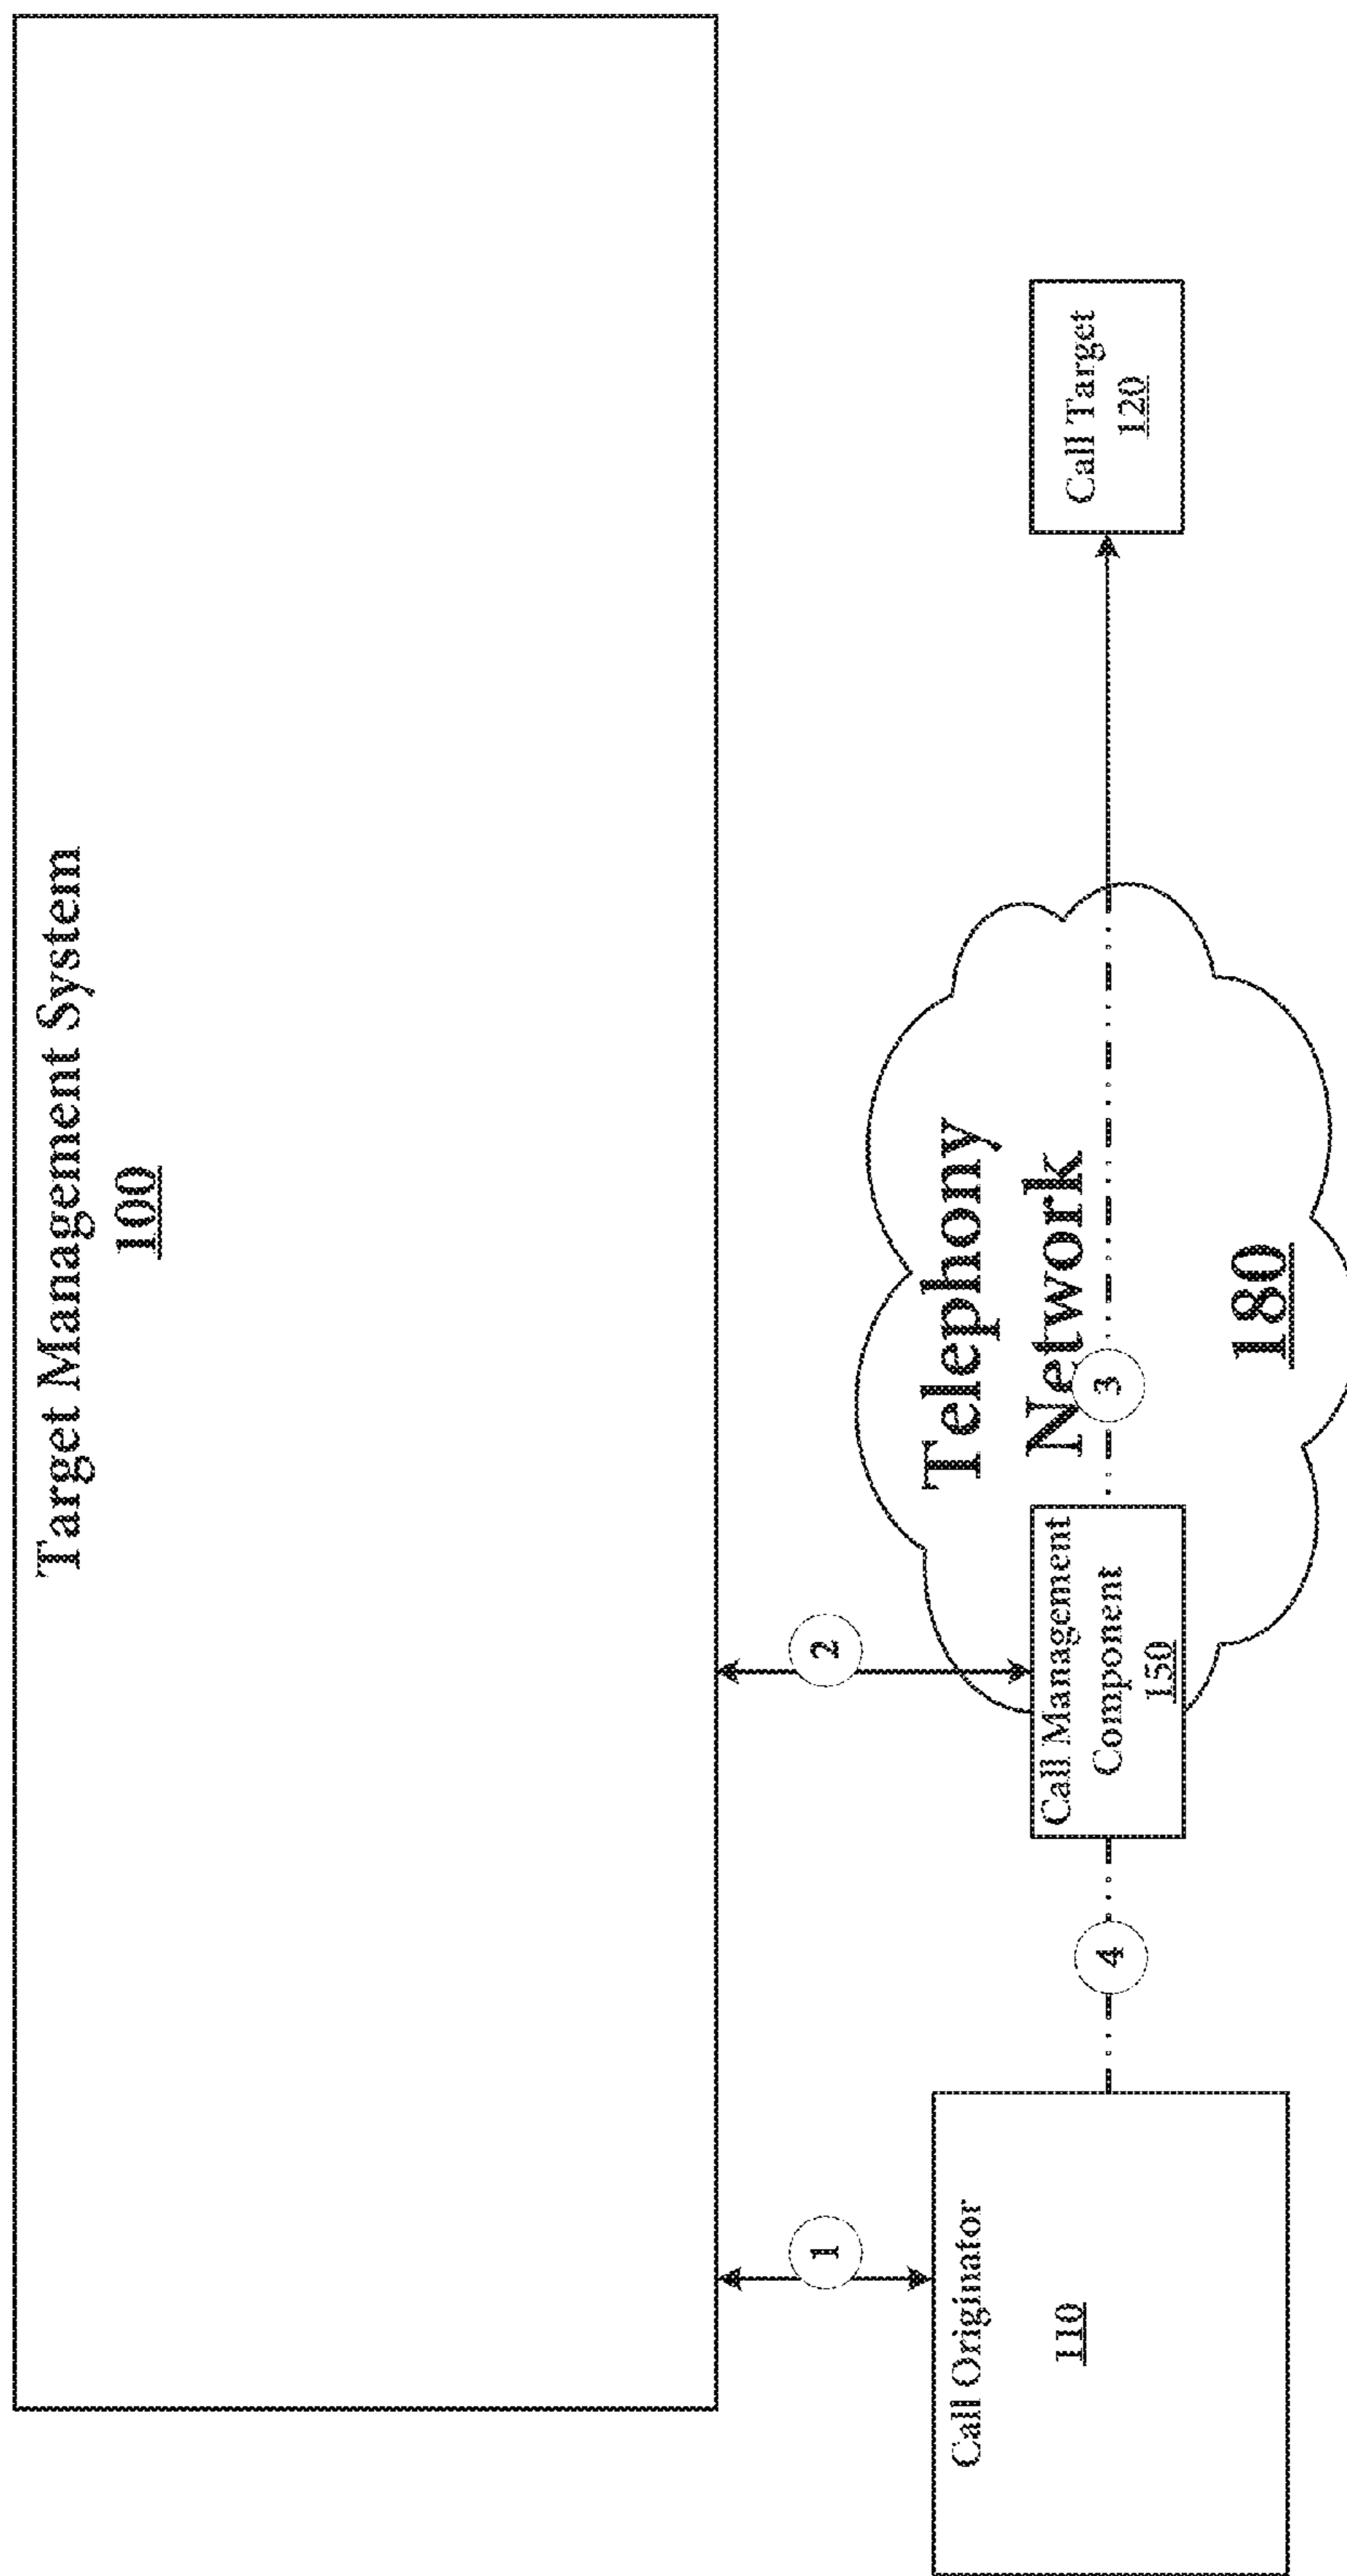 Target Management System
100
1
2
Telephony
Network
3
180
4
Call Originator
110
Call Management
Component
150
Call Target
120